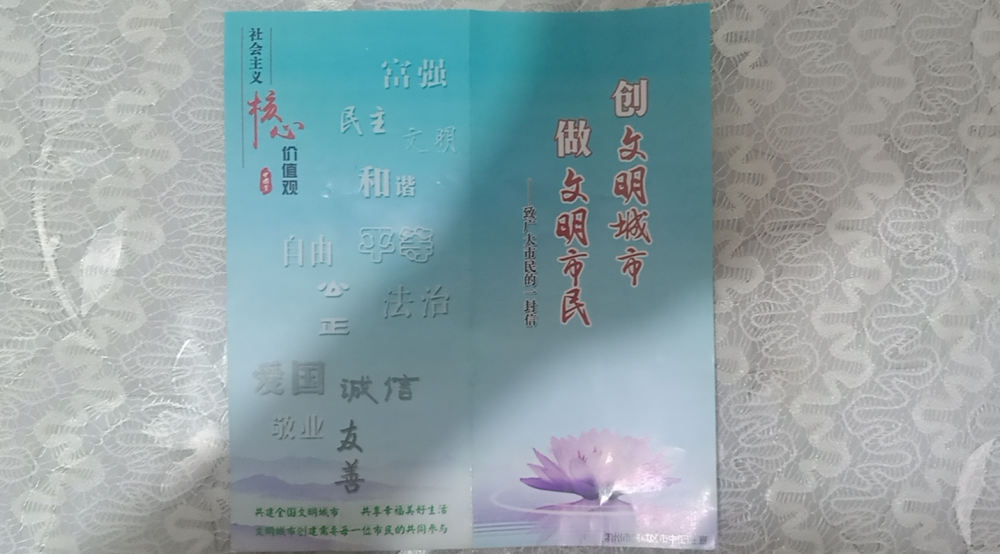 社会主义
核心
价值观
富强
民主 文明
和谐
自由 平等
公正 法治
爱国 诚信
敬业 友善
共建全国文明城市 共享幸福美好生活
文明城市创建需要每一位市民的共同参与
创文明城市
做文明市民
——致广大市民的一封信